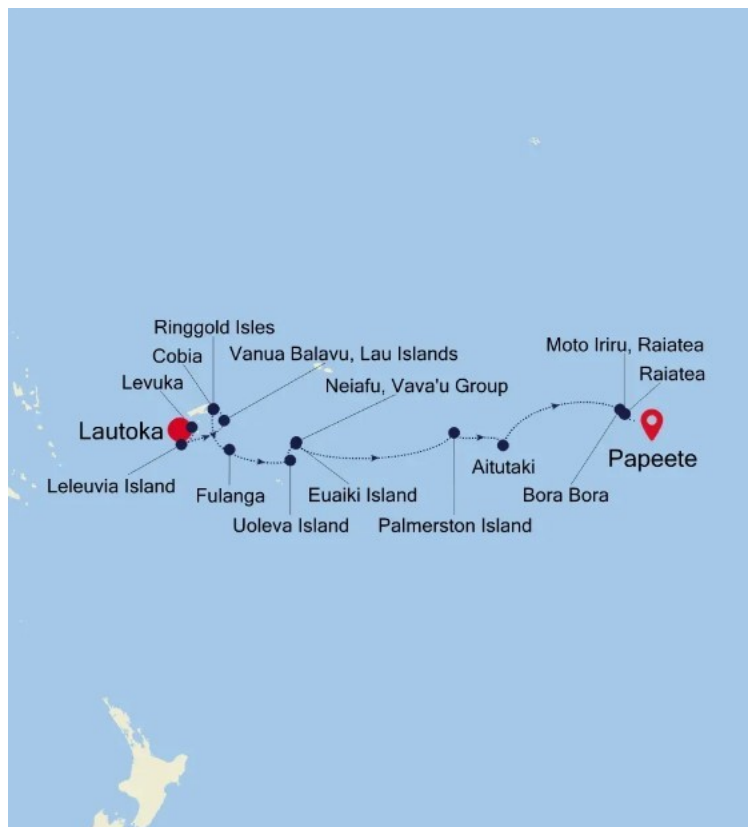 Ringgold Isles
Cobia
Vanua Balavu, Lau Islands
Moto Iriru, Raiatea
Levuka
Neiafu, Vava'u Group
Raiatea
Lautoka
Papeete
Aitutaki
Leleuvia Island
Fulanga
Euaiki Island
Bora Bora
Uoleva Island
Palmerston Island